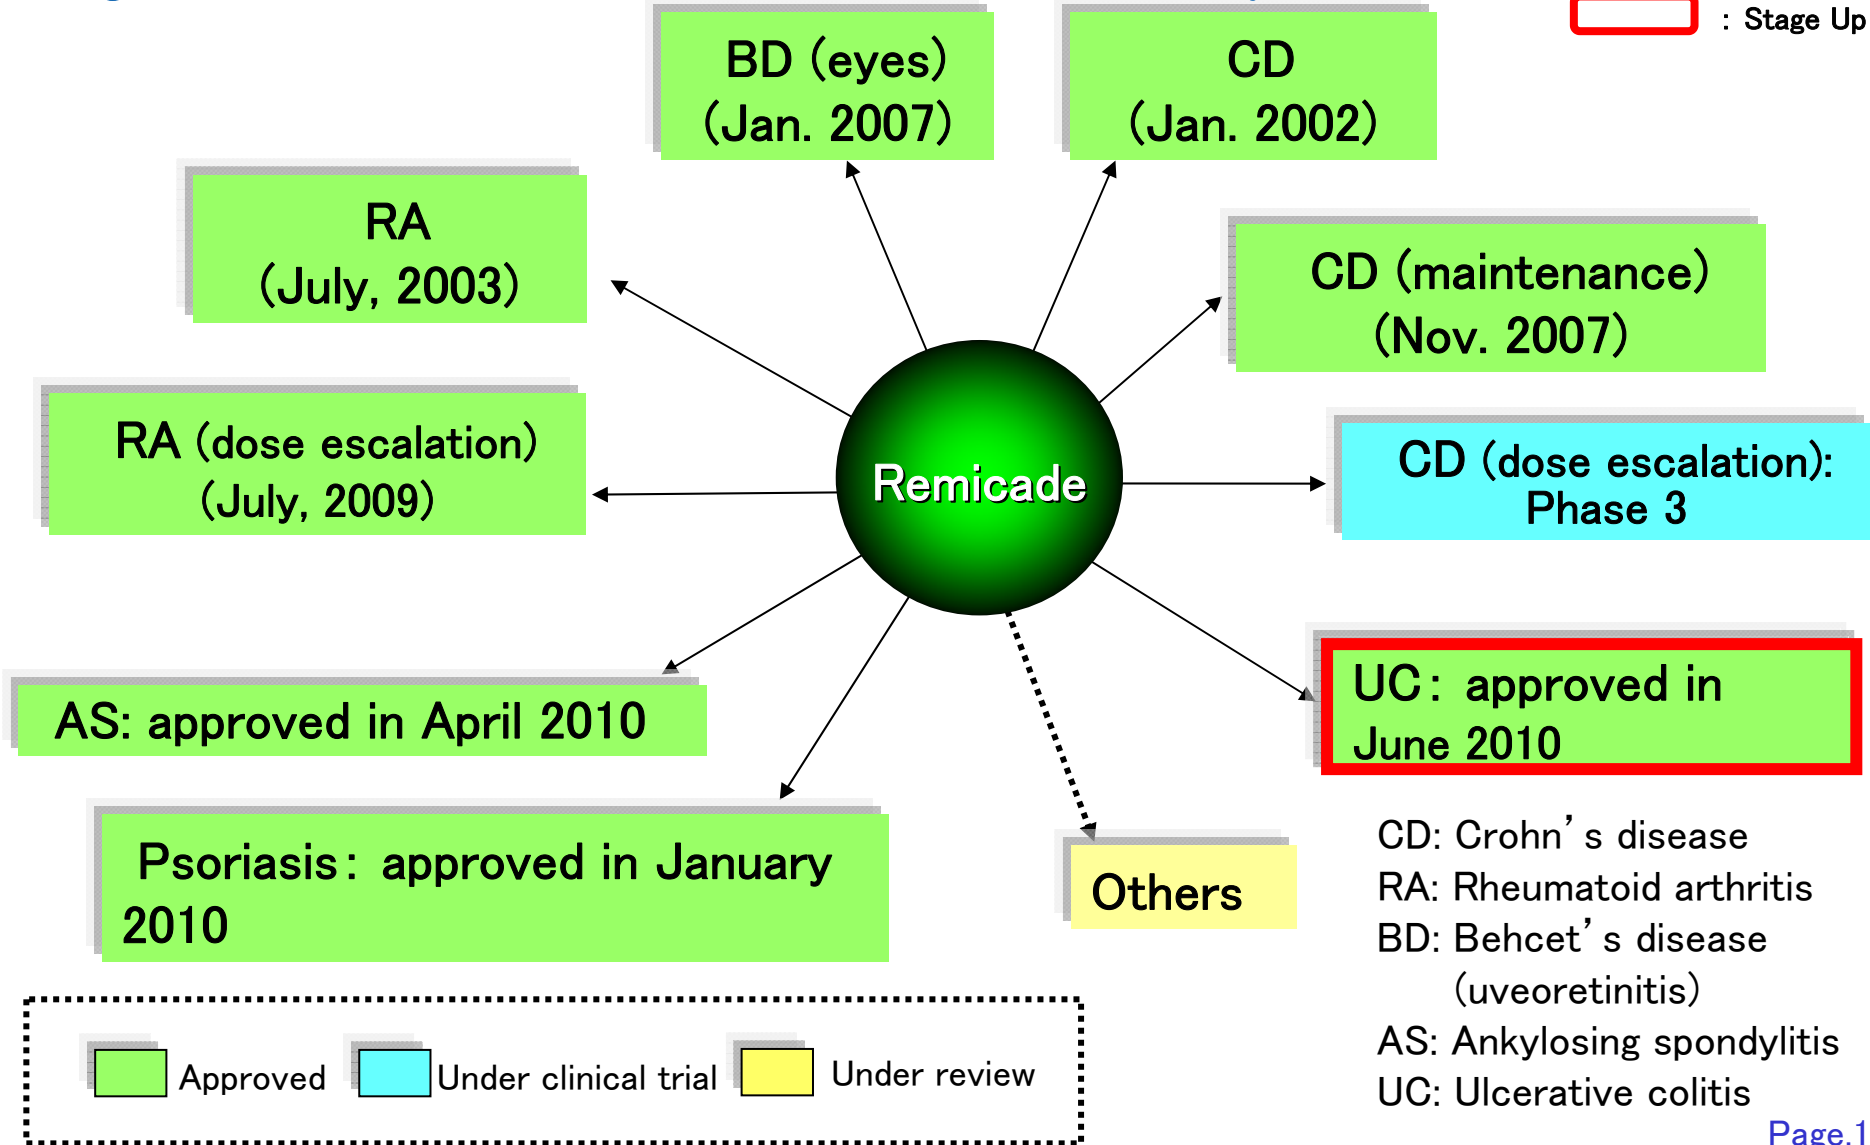 : Stage Up
BD (eyes)
(Jan. 2007)
CD
(Jan. 2002)
RA
(July, 2003)
CD (maintenance)
(Nov. 2007)
RA (dose escalation)
(July, 2009)
Remicade
CD (dose escalation):
Phase 3
AS: approved in April 2010
UC: approved in
June 2010
Psoriasis: approved in January
2010
Others
CD: Crohn’s disease
RA: Rheumatoid arthritis
BD: Behcet’s disease
(uveoretinitis)
AS: Ankylosing spondylitis
UC: Ulcerative colitis
Approved
Under clinical trial
Under review
Page.1